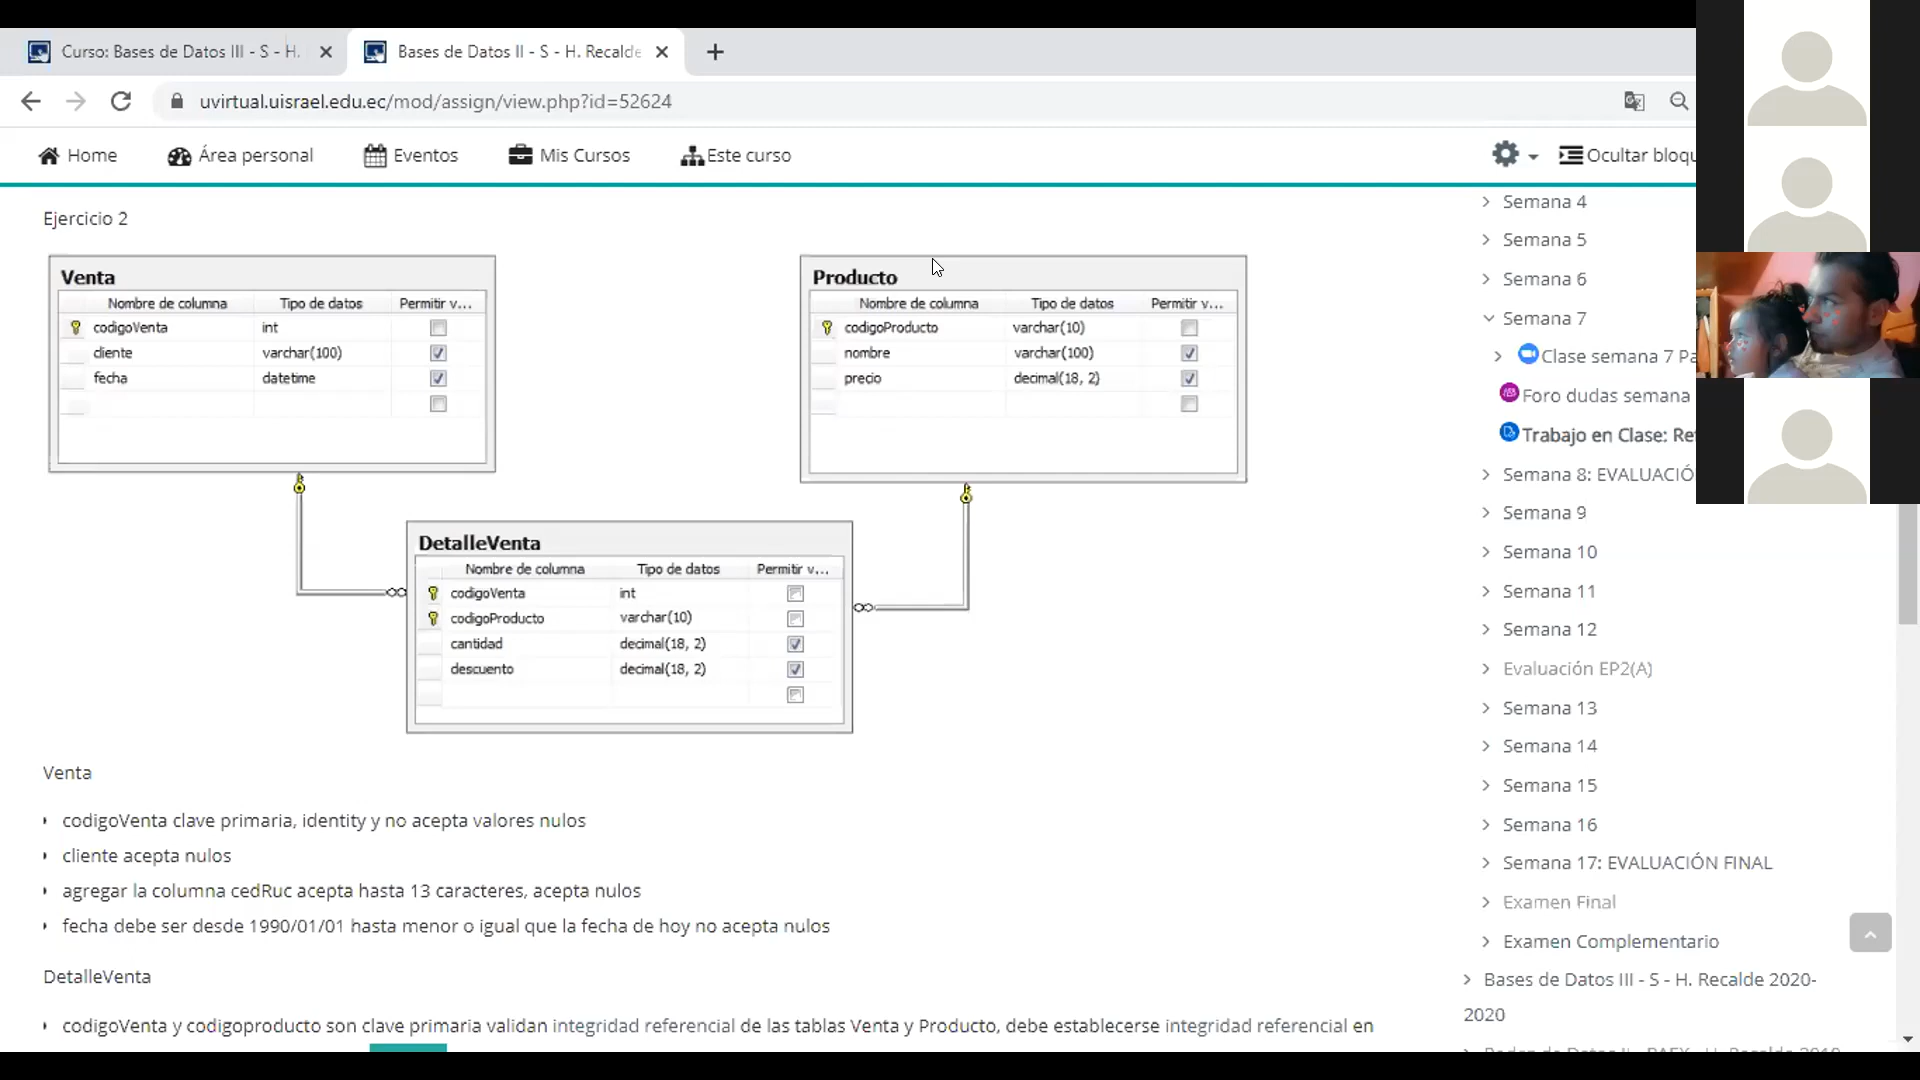 Curso: Bases de Datos III - S - H.
Bases de Datos II - S - H. Recalde
uvirtual.uisrael.edu.ec/mod/assign/view.php?id=52624
Home
Área personal
Eventos
Mis Cursos
Este curso
Ocultar bloqu
Ejercicio 2
Venta
Nombre de columna Tipo de datos Permitir v...
codigoVenta int
cliente varchar(100)
fecha datetime
Producto
Nombre de columna Tipo de datos Permitir v...
codigoProducto varchar(10)
nombre varchar(100)
precio decimal(18, 2)
DetalleVenta
Nombre de columna Tipo de datos Permitir v...
codigoVenta int
codigoProducto varchar(10)
cantidad decimal(18, 2)
descuento decimal(18, 2)
Venta
codigoVenta clave primaria, identity y no acepta valores nulos
cliente acepta nulos
agregar la columna cedRuc acepta hasta 13 caracteres, acepta nulos
fecha debe ser desde 1990/01/01 hasta menor o igual que la fecha de hoy no acepta nulos
DetalleVenta
codigoVenta y codigoproducto son clave primaria validan integridad referencial de las tablas Venta y Producto, debe establecerse integridad referencial en
Semana 4
Semana 5
Semana 6
Semana 7
Clase semana 7 Pa
Foro dudas semana
Trabajo en Clase: Ref
Semana 8: EVALUACIÓ
Semana 9
Semana 10
Semana 11
Semana 12
Evaluación EP2(A)
Semana 13
Semana 14
Semana 15
Semana 16
Semana 17: EVALUACIÓN FINAL
Examen Final
Examen Complementario
Bases de Datos III - S - H. Recalde 2020-
2020